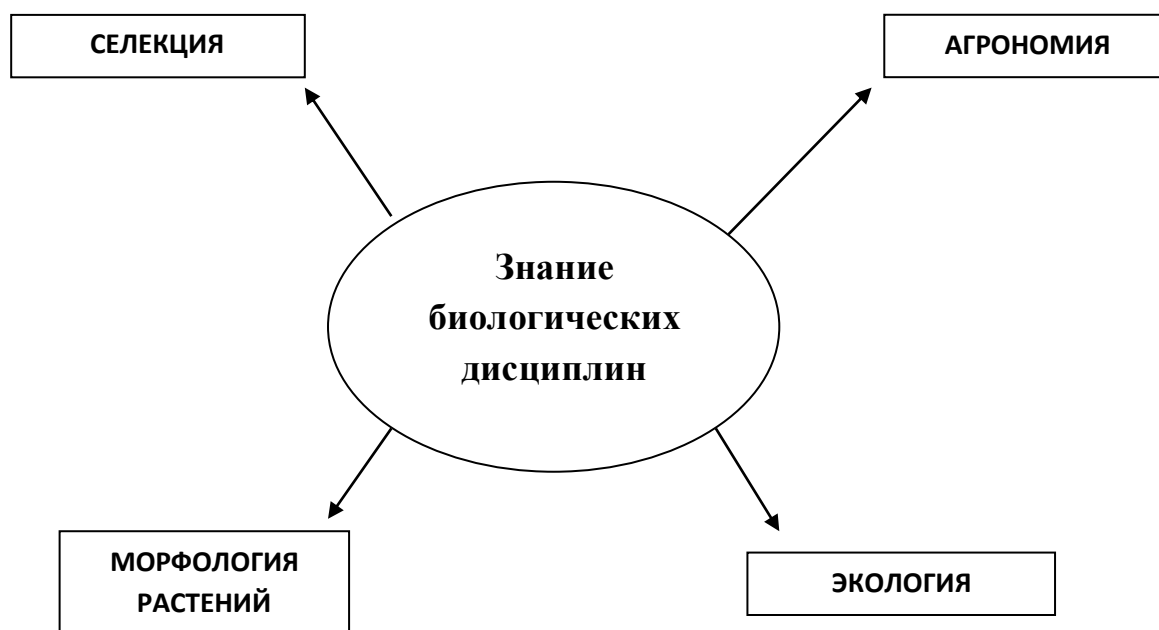 СЕЛЕКЦИЯ
АГРОНОМИЯ
Знание
биологических
дисциплин
МОРФОЛОГИЯ
РАСТЕНИЙ
ЭКОЛОГИЯ